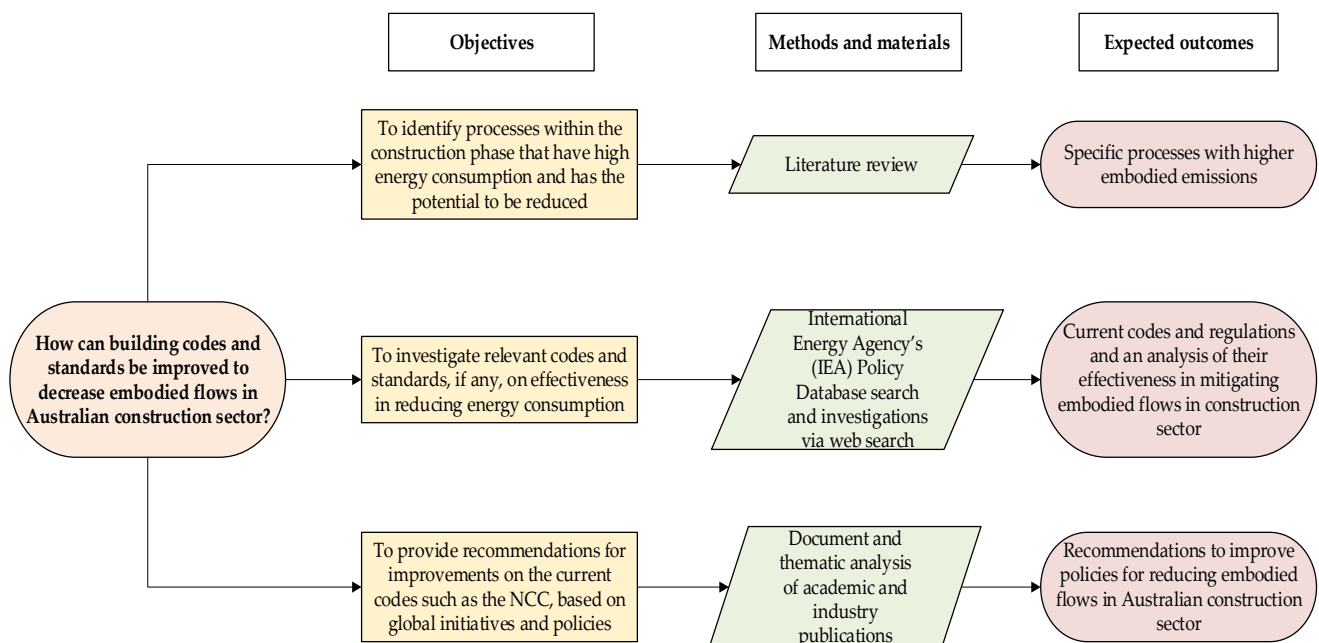 Objectives
Methods and materials
Expected outcomes
To identify processes within the
construction phase that have high
energy consumption and has the
potential to be reduced
Literature review
Specific processes with higher
embodied emissions
How can building codes and
standards be improved to
decrease embodied flows in
Australian construction sector?
To investigate relevant codes and
standards, if any, on effectiveness
in reducing energy consumption
International
Energy Agency’s
(IEA) Policy
Database search
and investigations
via web search
Current codes and regulations
and an analysis of their
effectiveness in mitigating
embodied flows in construction
sector
To provide recommendations for
improvements on the current
codes such as the NCC, based on
global initiatives and policies
Document and
thematic analysis
of academic and
industry
publications
Recommendations to improve
policies for reducing embodied
flows in Australian construction
sector